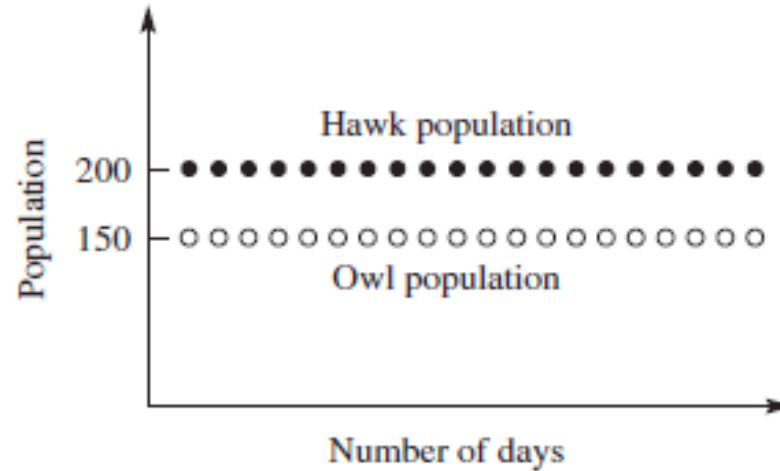 Hawk population
200
150
Owl population
Population
Number of days